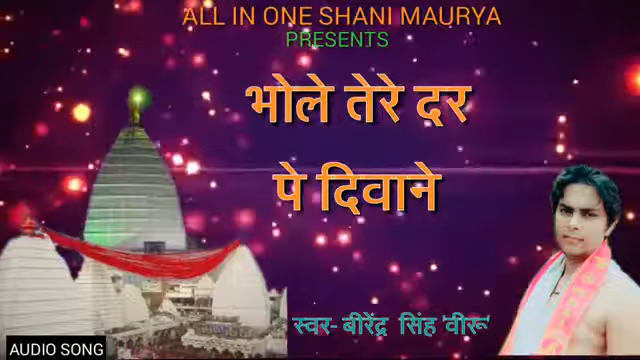 ALL IN ONE SHANI MAURYA
PRESENTS
भोले तेरे दर
पे दिवाने
स्वर- बीरेंद्र सिंह 'वीरू'
AUDIO SONG